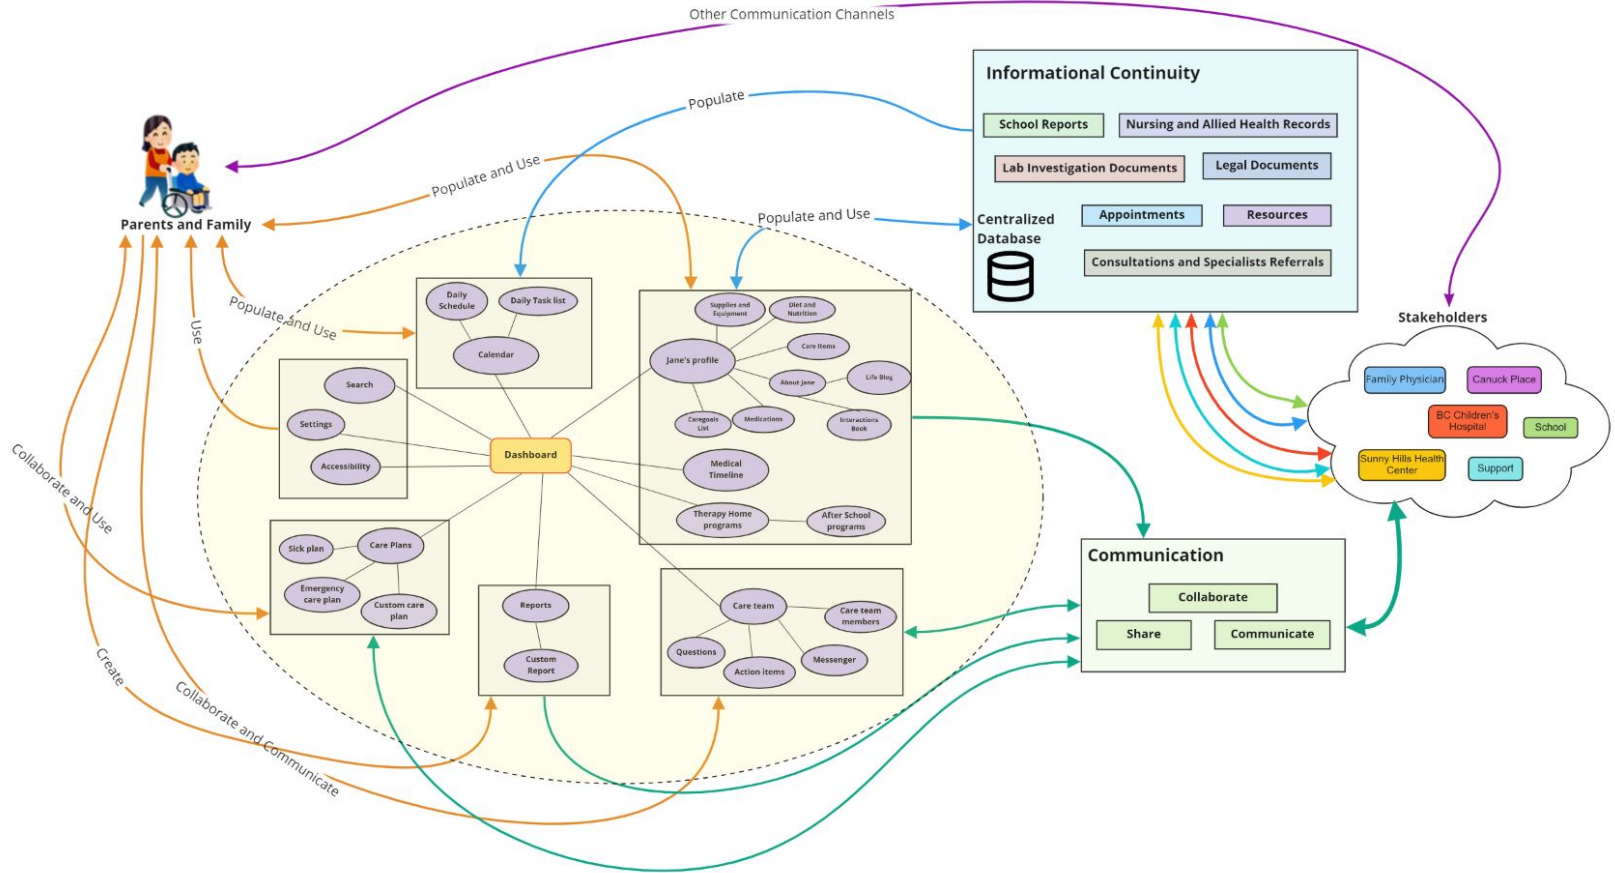 Other Communication Channels
Informational Continuity
School Reports
Nursing and Allied Health Records
Lab Investigation Documents
Legal Documents
Centralized
Database
Appointments
Resources
Consultations and Specialists Referrals
Populate
Populate and Use
Populate and Use
Parents and Family
Populate and Use
Use
Collaborate and Use
Create
Collaborate and Communicate
Daily
Schedule
Daily Task list
Calendar
Search
Settings
Accessibility
Dashboard
Supplies and
Equipment
Diet and
Nutrition
Jane's profile
Care Items
About Jane
Life Blog
Caregoals
List
Medications
Interactions
Book
Medical
Timeline
Therapy Home
programs
After School
programs
Sick plan
Care Plans
Emergency
care plan
Custom care
plan
Reports
Custom
Report
Care team
Care team
members
Questions
Action items
Messenger
Stakeholders
Family Physician
Canuck Place
BC Children's
Hospital
School
Sunny Hills Health
Center
Support
Communication
Collaborate
Share
Communicate